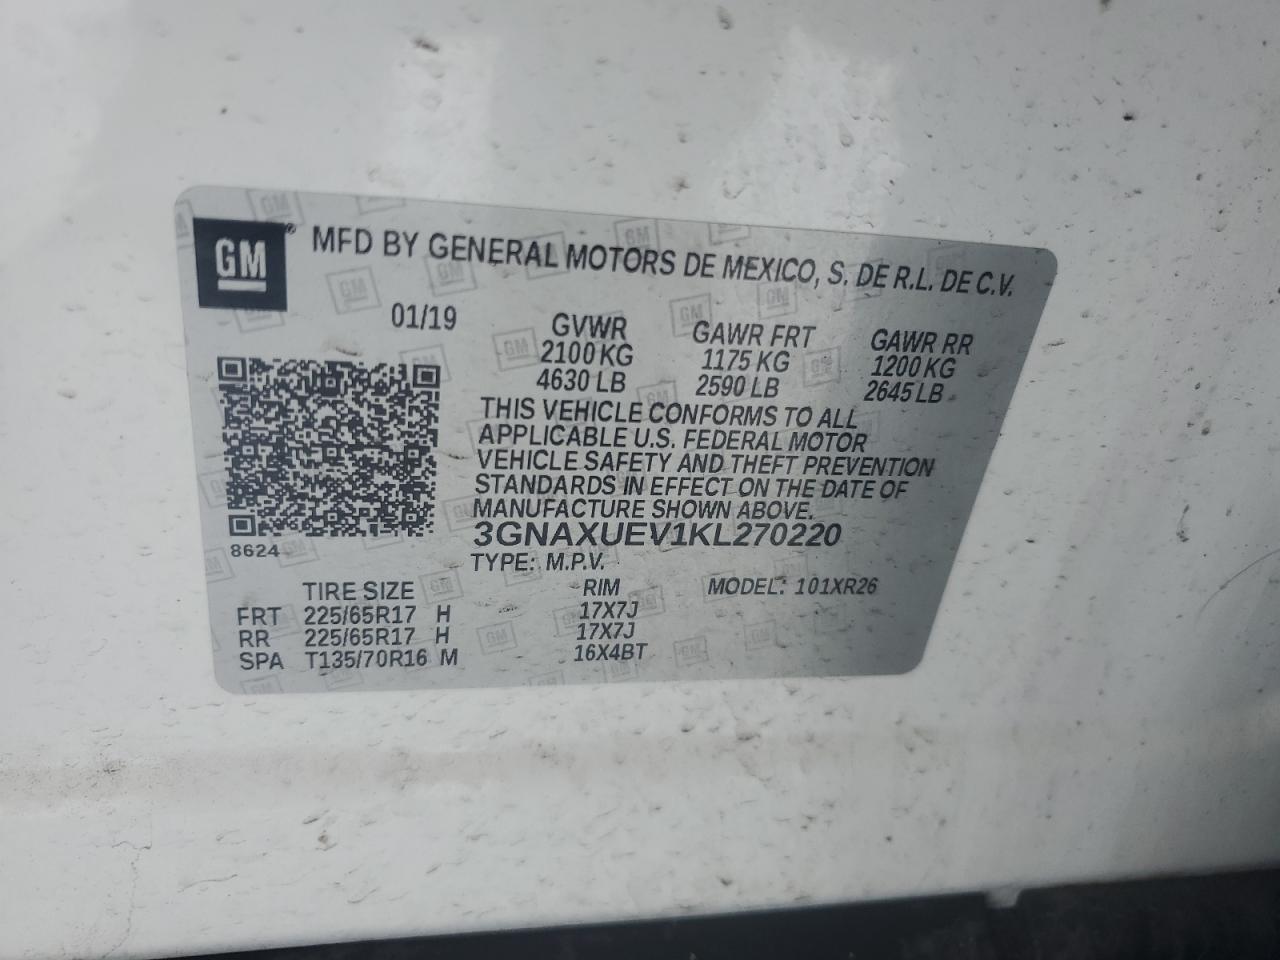 GM® MFD BY GENERAL MOTORS DE MEXICO, S. DE R.L. DE C.V.
01/19
GVWR GAWR FRT GAWR RR
2100 KG 1175 KG 1200 KG
4630 LB 2590 LB 2645 LB
THIS VEHICLE CONFORMS TO ALL
APPLICABLE U.S. FEDERAL MOTOR
VEHICLE SAFETY AND THEFT PREVENTION
STANDARDS IN EFFECT ON THE DATE OF
MANUFACTURE SHOWN ABOVE.
3GNAXUEV1KL270220
8624
TYPE: M.P.V.
TIRE SIZE RIM MODEL: 101XR26
FRT 225/65R17 H 17X7J
RR 225/65R17 H 17X7J
SPA T135/70R16 M 16X4BT